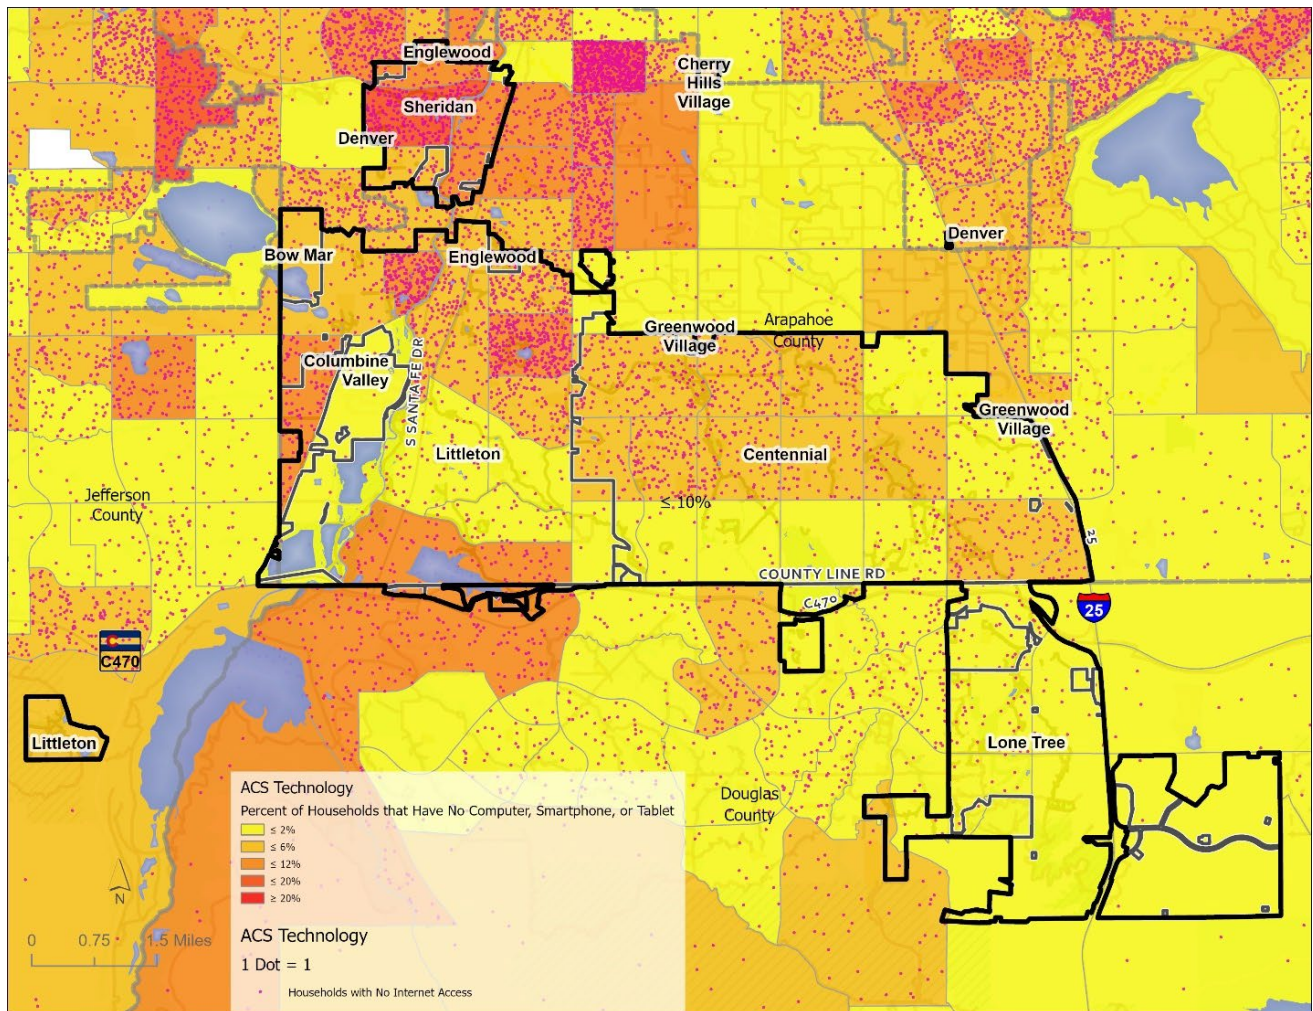 Englewood
Cherry
Hills
Village
Sheridan
Denver
Denver
Bow Mar
Englewood
Greenwood
Village
Arapahoe
County
Columbine
Valley
S SANTA FE DR
Greenwood
Village
Littleton
Centennial
Jefferson
County
≤ 10%
25
COUNTY LINE RD
C470
25
C470
Littleton
Lone Tree
Douglas
County
ACS Technology
Percent of Households that Have No Computer, Smartphone, or Tablet
≤ 2%
≤ 6%
≤ 12%
≤ 20%
≥ 20%
N
0 0.75 1.5 Miles
ACS Technology
1 Dot = 1
Households with No Internet Access